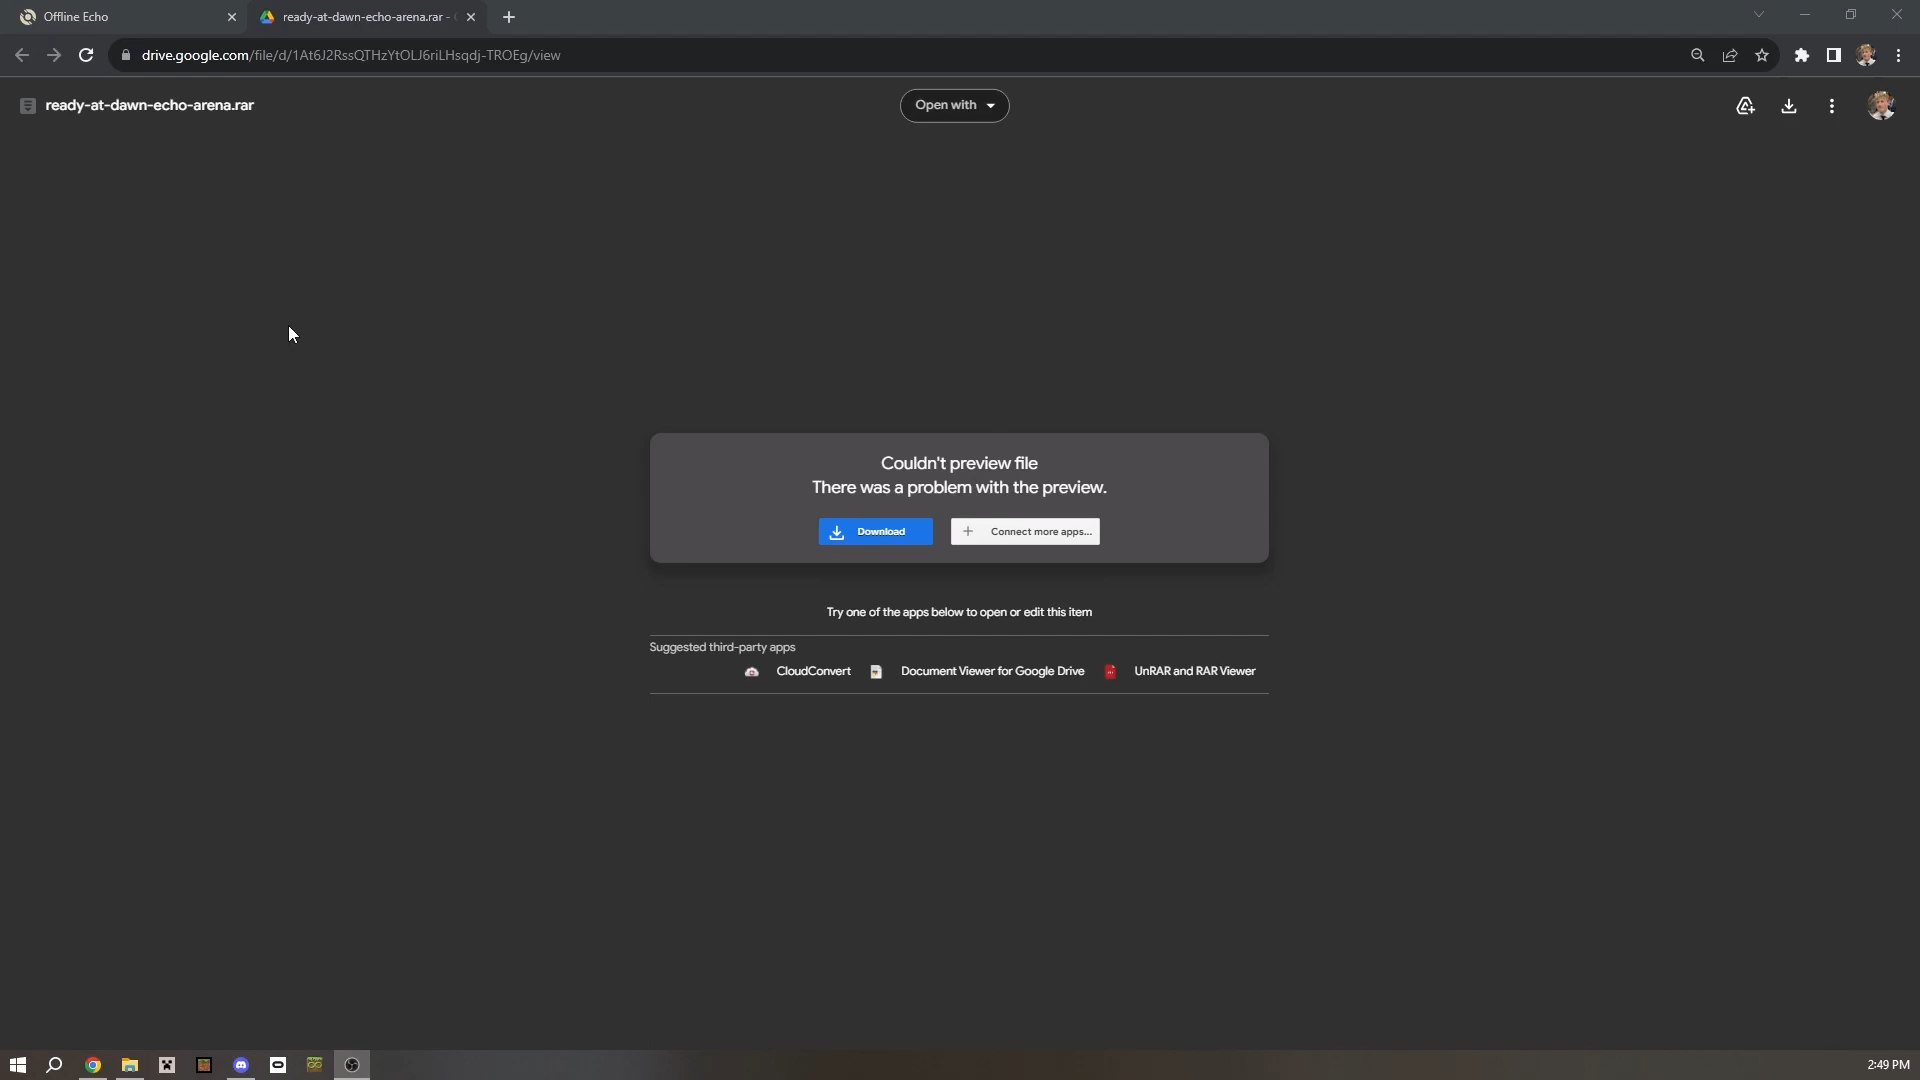 Offline Echo
ready-at-dawn-echo-arena.rar -
drive.google.com/file/d/1At6J2RssQTHzYtOLJ6riLHsqdj-TROEg/view
ready-at-dawn-echo-arena.rar
Open with
Couldn't preview file
There was a problem with the preview.
Download
Connect more apps...
Try one of the apps below to open or edit this item
Suggested third-party apps
CloudConvert
Document Viewer for Google Drive
UnRAR and RAR Viewer
2:49 PM